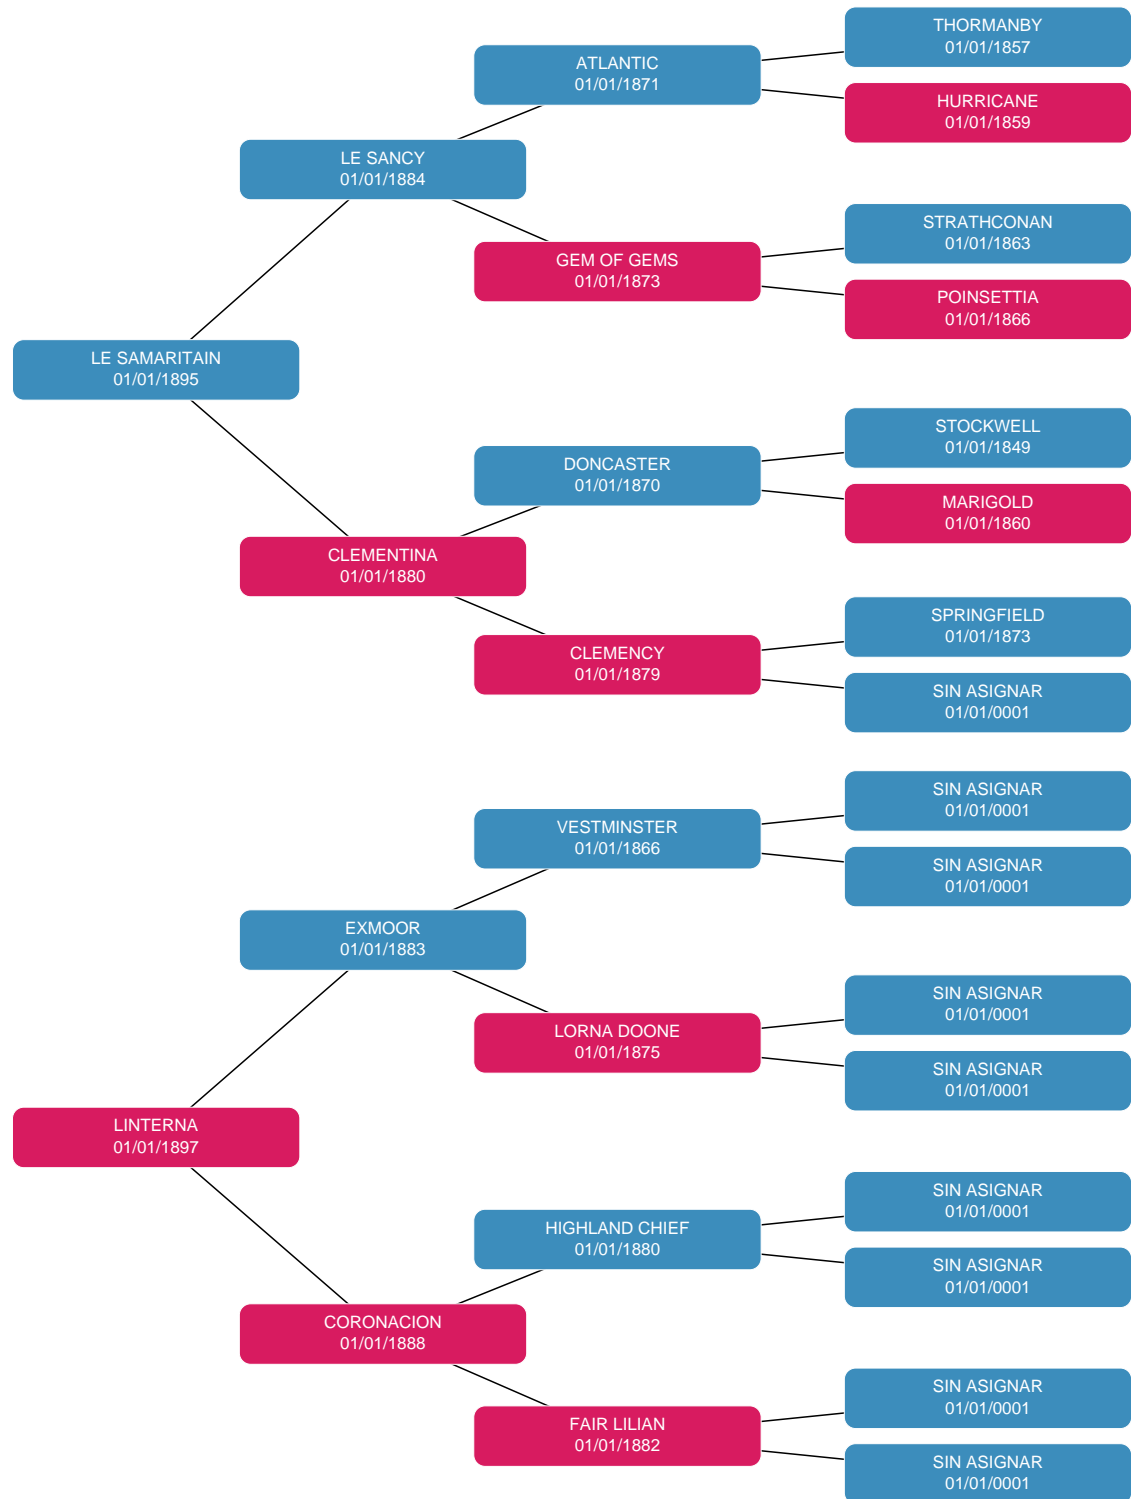 THORMANBY
01/01/1857
ATLANTIC
01/01/1871
HURRICANE
01/01/1859
LE SANCY
01/01/1884
STRATHCONAN
01/01/1863
GEM OF GEMS
01/01/1873
POINSETTIA
01/01/1866
LE SAMARITAIN
01/01/1895
STOCKWELL
01/01/1849
DONCASTER
01/01/1870
MARIGOLD
01/01/1860
CLEMENTINA
01/01/1880
SPRINGFIELD
01/01/1873
CLEMENCY
01/01/1879
SIN ASIGNAR
01/01/0001
SIN ASIGNAR
01/01/0001
VESTMINSTER
01/01/1866
SIN ASIGNAR
01/01/0001
EXMOOR
01/01/1883
SIN ASIGNAR
01/01/0001
LORNA DOONE
01/01/1875
SIN ASIGNAR
01/01/0001
LINTERNA
01/01/1897
SIN ASIGNAR
01/01/0001
HIGHLAND CHIEF
01/01/1880
SIN ASIGNAR
01/01/0001
CORONACION
01/01/1888
SIN ASIGNAR
01/01/0001
FAIR LILIAN
01/01/1882
SIN ASIGNAR
01/01/0001